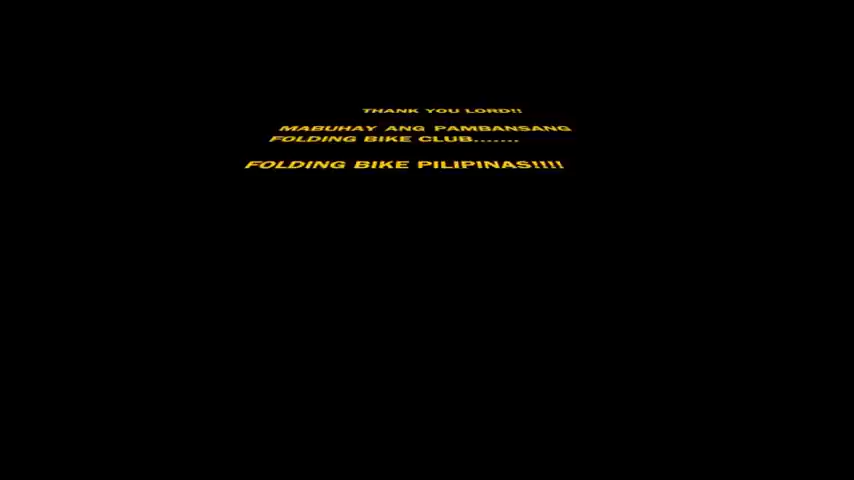 THANK YOU LORD!!
MABUHAY ANG PAMBANSANG
FOLDING BIKE CLUB.......
FOLDING BIKE PILIPINAS!!!!